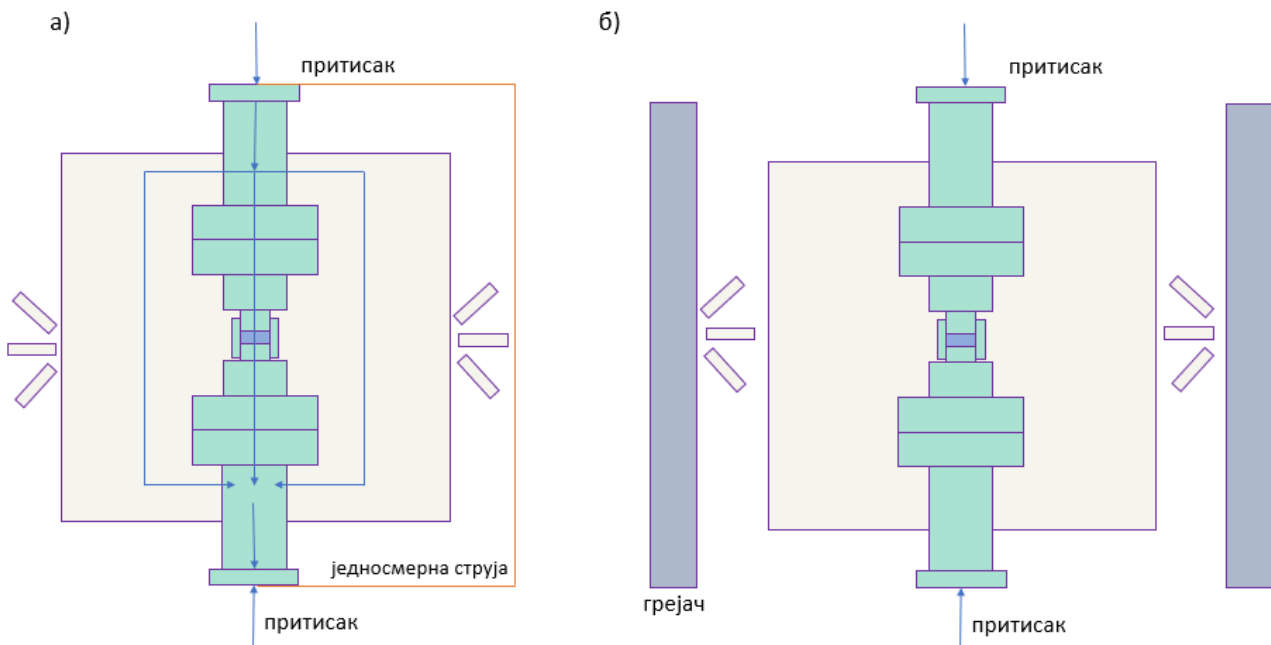 а)
притисак
једносмерна струја
притисак
б)
притисак
грејач
притисак